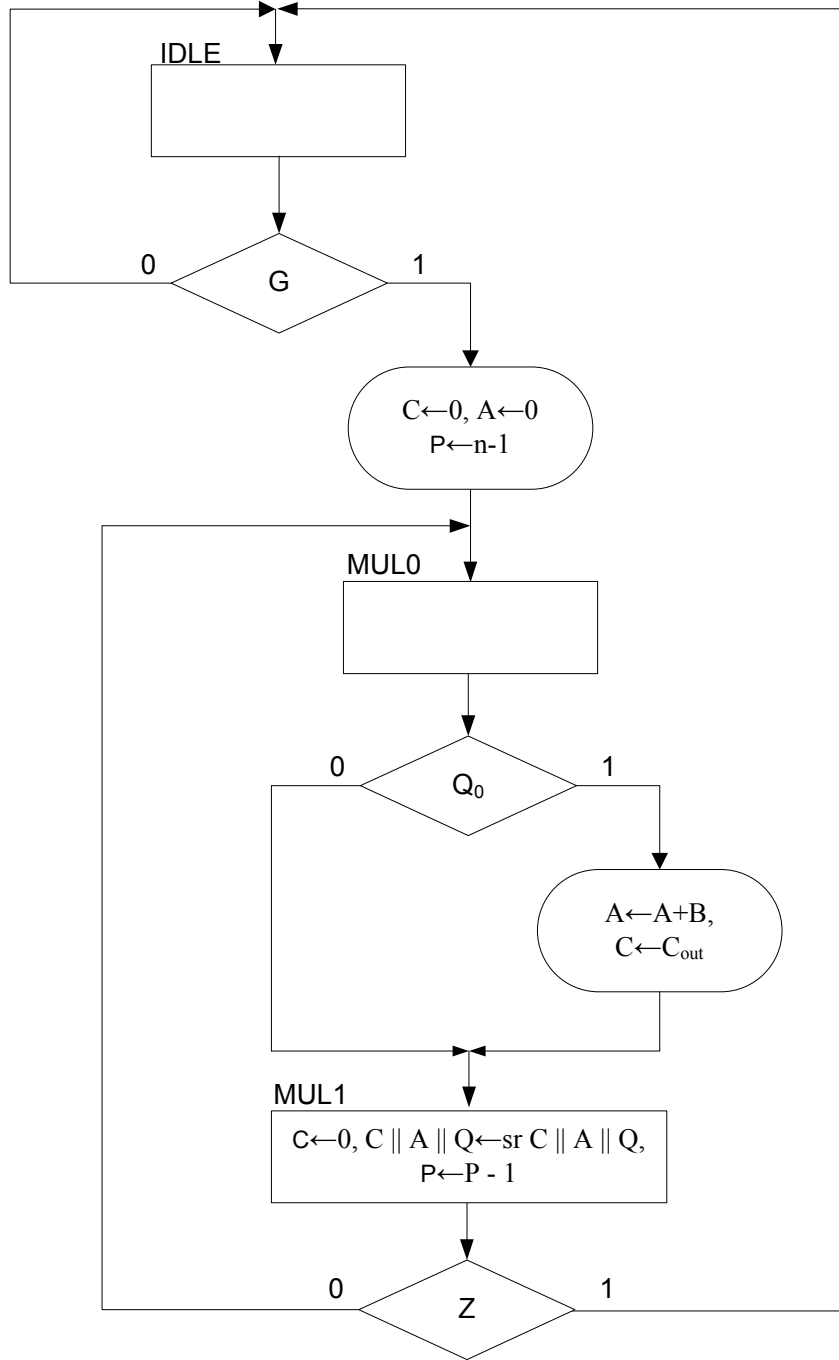 IDLE
0
1
G
C←0, A←0
P←n-1
MUL0
0
1
Q₀
A←A+B,
C←Cₒᵤₜ
MUL1
C←0, C || A || Q←sr C || A || Q,
P←P - 1
0
1
Z